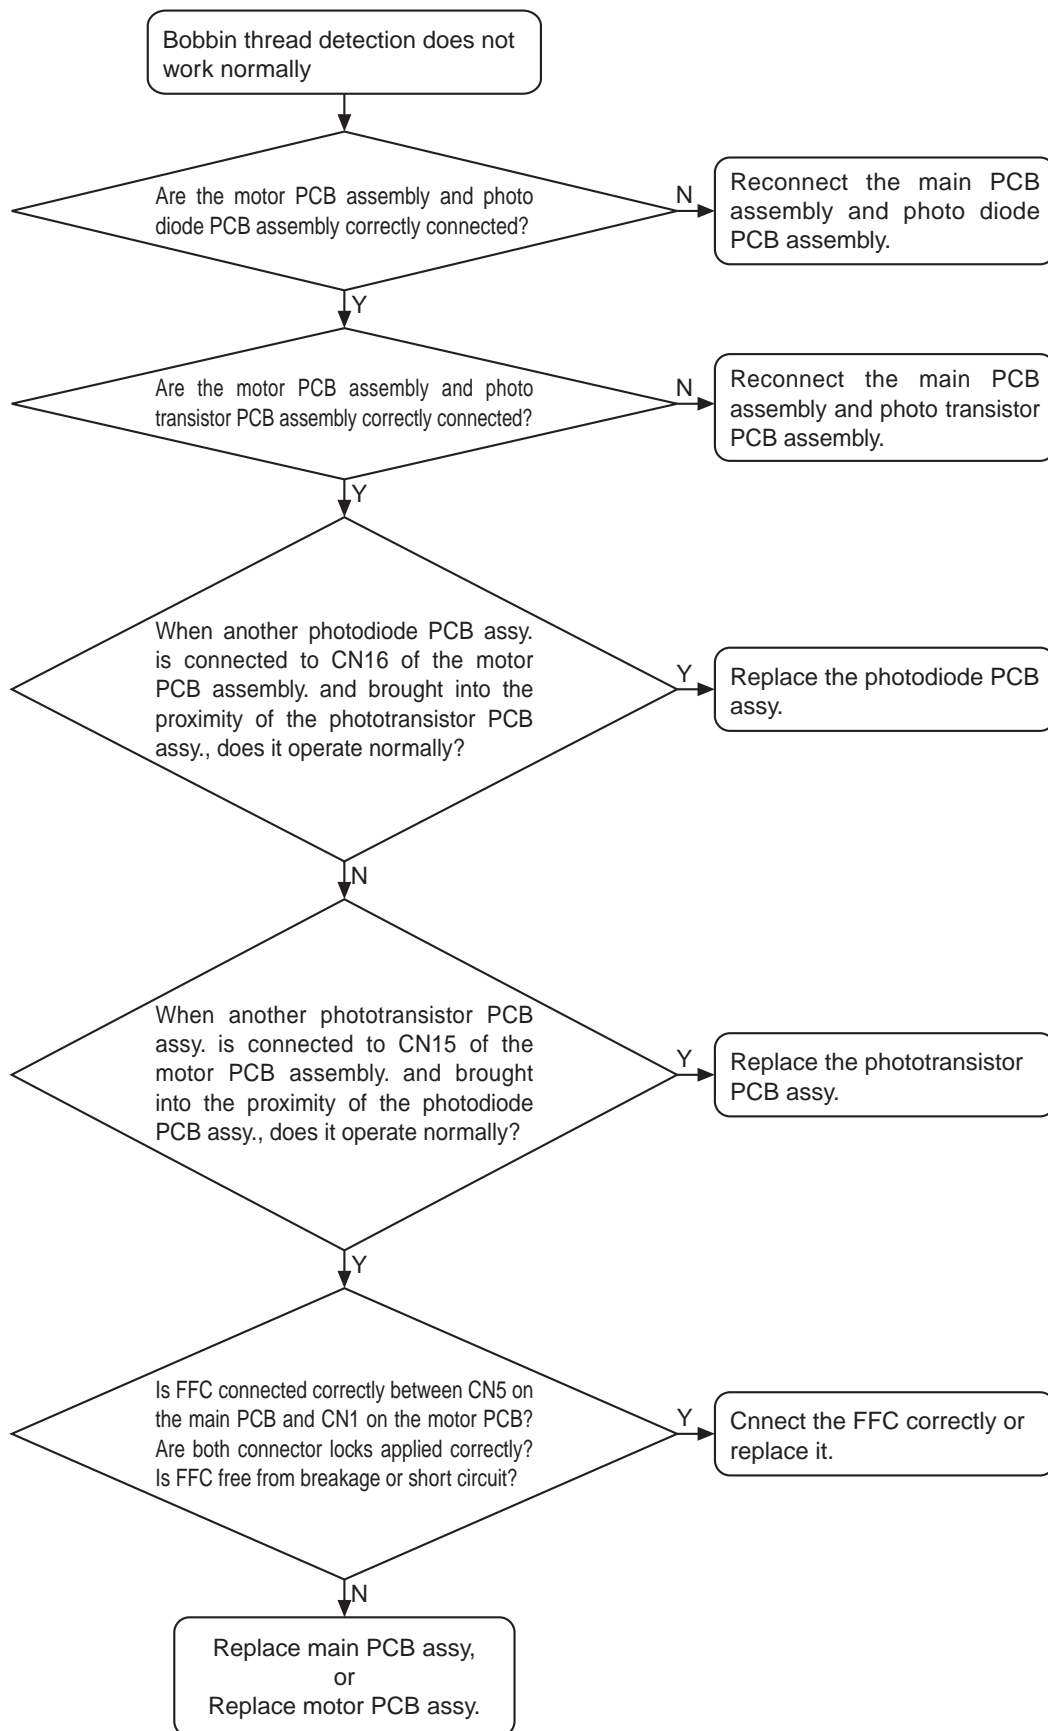 Bobbin thread detection does not
work normally
Are the motor PCB assembly and photo
diode PCB assembly correctly connected?
N
Reconnect the main PCB
assembly and photo diode
PCB assembly.
Y
Are the motor PCB assembly and photo
transistor PCB assembly correctly connected?
N
Reconnect the main PCB
assembly and photo transistor
PCB assembly.
Y
When another photodiode PCB assy.
is connected to CN16 of the motor
PCB assembly. and brought into the
proximity of the phototransistor PCB
assy., does it operate normally?
Y
Replace the photodiode PCB
assy.
N
When another phototransistor PCB
assy. is connected to CN15 of the
motor PCB assembly. and brought
into the proximity of the photodiode
PCB assy., does it operate normally?
Y
Replace the phototransistor
PCB assy.
Y
Is FFC connected correctly between CN5 on
the main PCB and CN1 on the motor PCB?
Are both connector locks applied correctly?
Is FFC free from breakage or short circuit?
Y
Cnnect the FFC correctly or
replace it.
N
Replace main PCB assy,
or
Replace motor PCB assy.